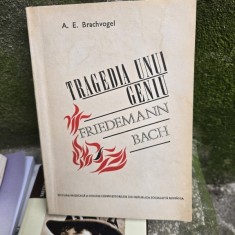 A. E. Brachvogel
TRAGEDIA UNUI
GENIU
FRIEDEMANN
BACH